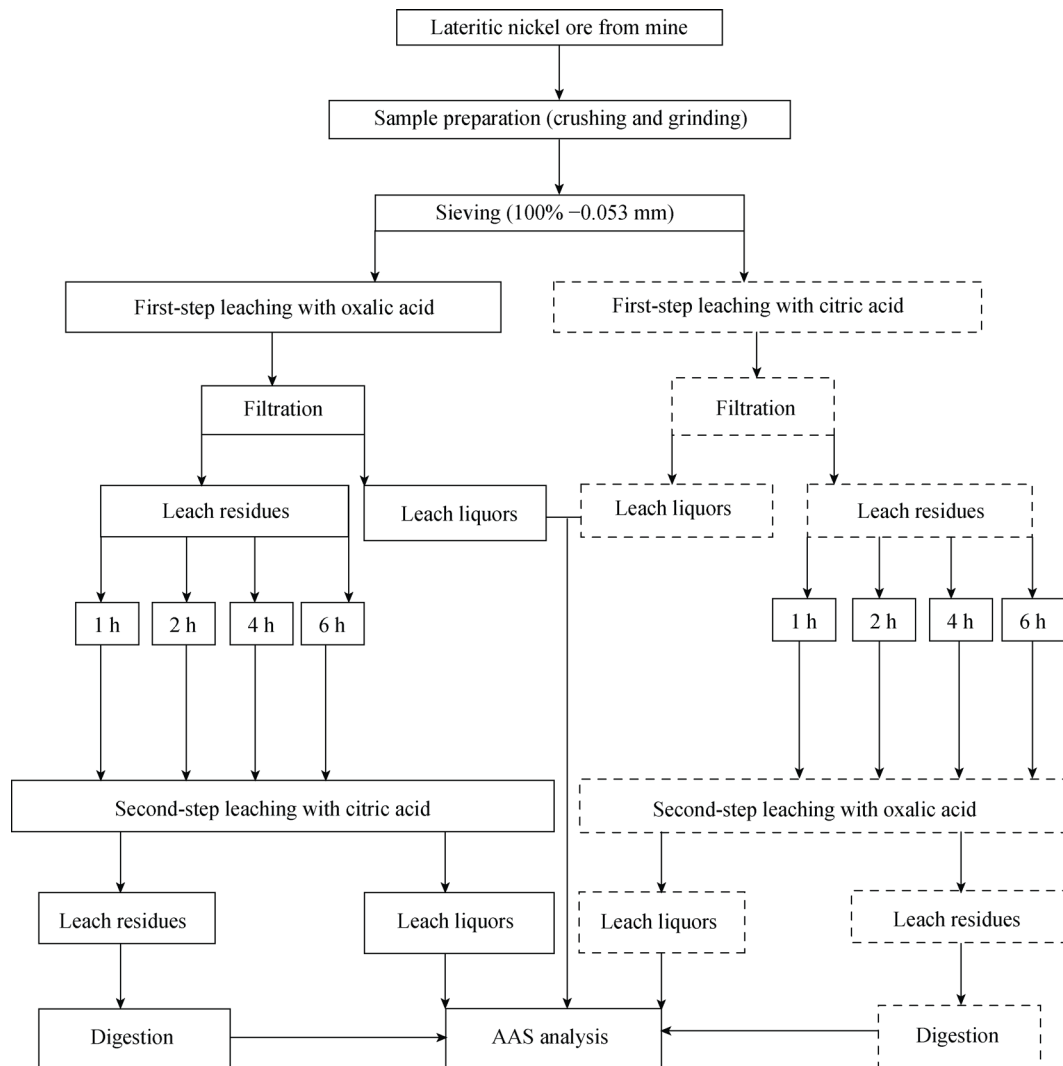 Lateritic nickel ore from mine
Sample preparation (crushing and grinding)
Sieving (100% −0.053 mm)
First-step leaching with oxalic acid
First-step leaching with citric acid
Filtration
Filtration
Leach residues
Leach liquors
Leach liquors
Leach residues
1 h
2 h
4 h
6 h
1 h
2 h
4 h
6 h
Second-step leaching with citric acid
Second-step leaching with oxalic acid
Leach residues
Leach liquors
Leach liquors
Leach residues
Digestion
AAS analysis
Digestion